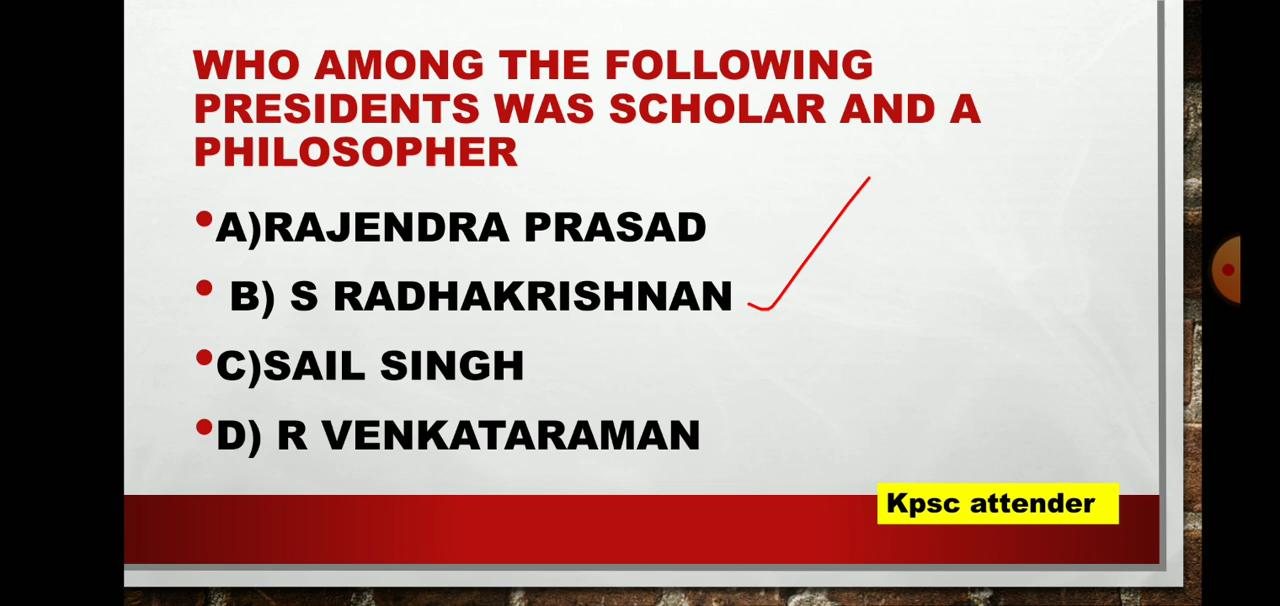 WHO AMONG THE FOLLOWING
PRESIDENTS WAS SCHOLAR AND A
PHILOSOPHER
•A)RAJENDRA PRASAD
• B) S RADHAKRISHNAN
•C)SAIL SINGH
•D) R VENKATARAMAN
Kpsc attender